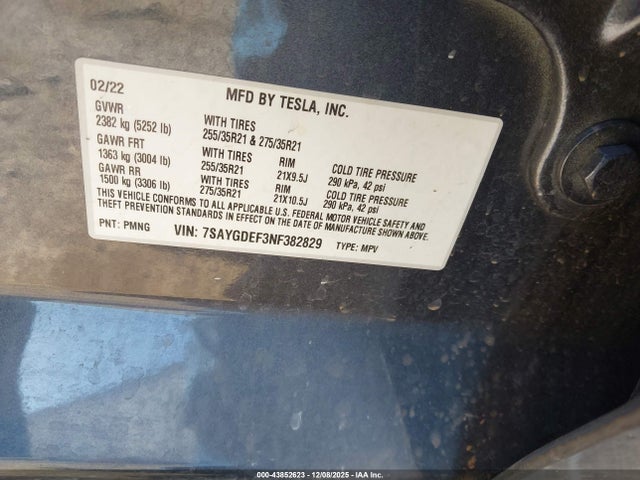 02/22
MFD BY TESLA, INC.
GVWR
2382 kg (5252 lb)
WITH TIRES
255/35R21 & 275/35R21
GAWR FRT
1363 kg (3004 lb)
WITH TIRES
255/35R21
RIM
21X9.5J
COLD TIRE PRESSURE
290 kPa, 42 psi
GAWR RR
1500 kg (3306 lb)
WITH TIRES
275/35R21
RIM
21X10.5J
COLD TIRE PRESSURE
290 kPa, 42 psi
THIS VEHICLE CONFORMS TO ALL APPLICABLE U.S. FEDERAL MOTOR VEHICLE SAFETY AND
THEFT PREVENTION STANDARDS IN EFFECT ON THE DATE OF MANUFACTURE SHOWN ABOVE.
PNT: PMNG VIN: 7SAYGDEF3NF382829 TYPE: MPV
000-43852623 | 12/08/2025 | IAA Inc.